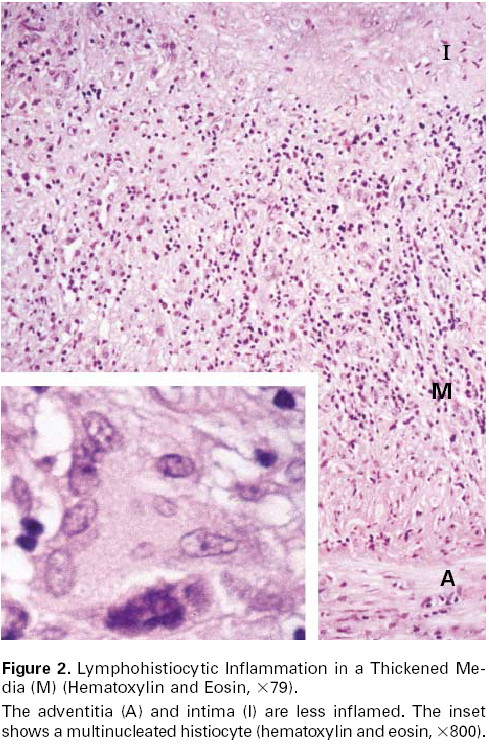 I
M
A
Figure 2. Lymphohistiocytic Inflammation in a Thickened Me-
dia (M) (Hematoxylin and Eosin, ×79).
The adventitia (A) and intima (I) are less inflamed. The inset
shows a multinucleated histiocyte (hematoxylin and eosin, ×800).